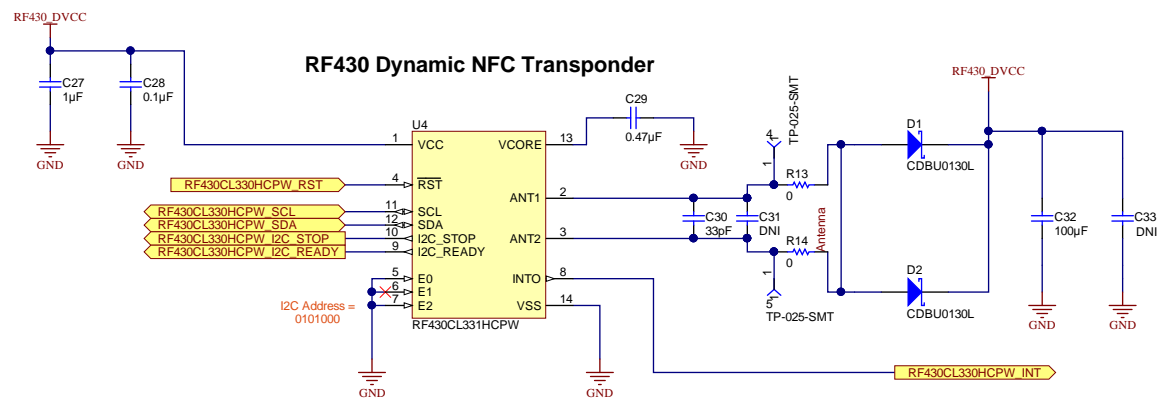 RF430_DVCC
C27
1µF
C28
0.1µF
GND
GND
RF430 Dynamic NFC Transponder
C29
0.47µF
GND
U4
1
VCC
VCORE
13
RF430CL330HCPW_RST
4
RST
RF430CL330HCPW_SCL
11
SCL
RF430CL330HCPW_SDA
12
SDA
RF430CL330HCPW_I2C_STOP
10
I2C_STOP
RF430CL330HCPW_I2C_READY
9
I2C_READY
ANT1
2
ANT2
3
5
E0
6
E1
7
E2
INTO
8
VSS
14
RF430CL331HCPW
I2C Address =
0101000
GND
GND
C30
33pF
C31
DNI
TP-025-SMT
4
1
1
R13
0
R14
0
Antenna
1
5
1
TP-025-SMT
D1
CDBU0130L
D2
CDBU0130L
RF430_DVCC
C32
100µF
C33
DNI
GND
GND
RF430CL330HCPW_INT